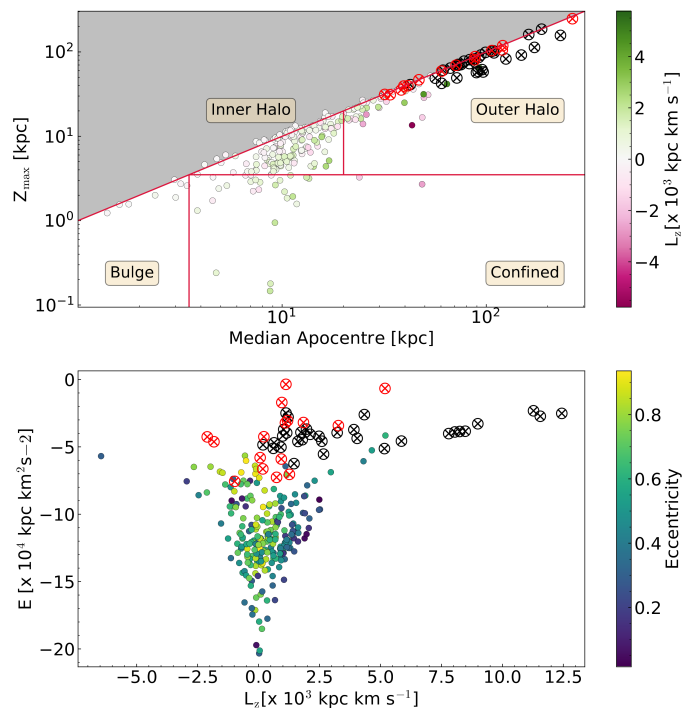 10²
10¹
10⁰
10⁻¹
Z_max [kpc]
Inner Halo
Outer Halo
Bulge
Confined
10¹
10²
Median Apocentre [kpc]
4
2
0
−2
−4
L_z[x 10³ kpc km s⁻¹]
0
−5
−10
−15
−20
E [x 10⁴ kpc km²s−2]
−5.0
−2.5
0.0
2.5
5.0
7.5
10.0
12.5
L_z[x 10³ kpc km s⁻¹]
0.8
0.6
0.4
0.2
Eccentricity